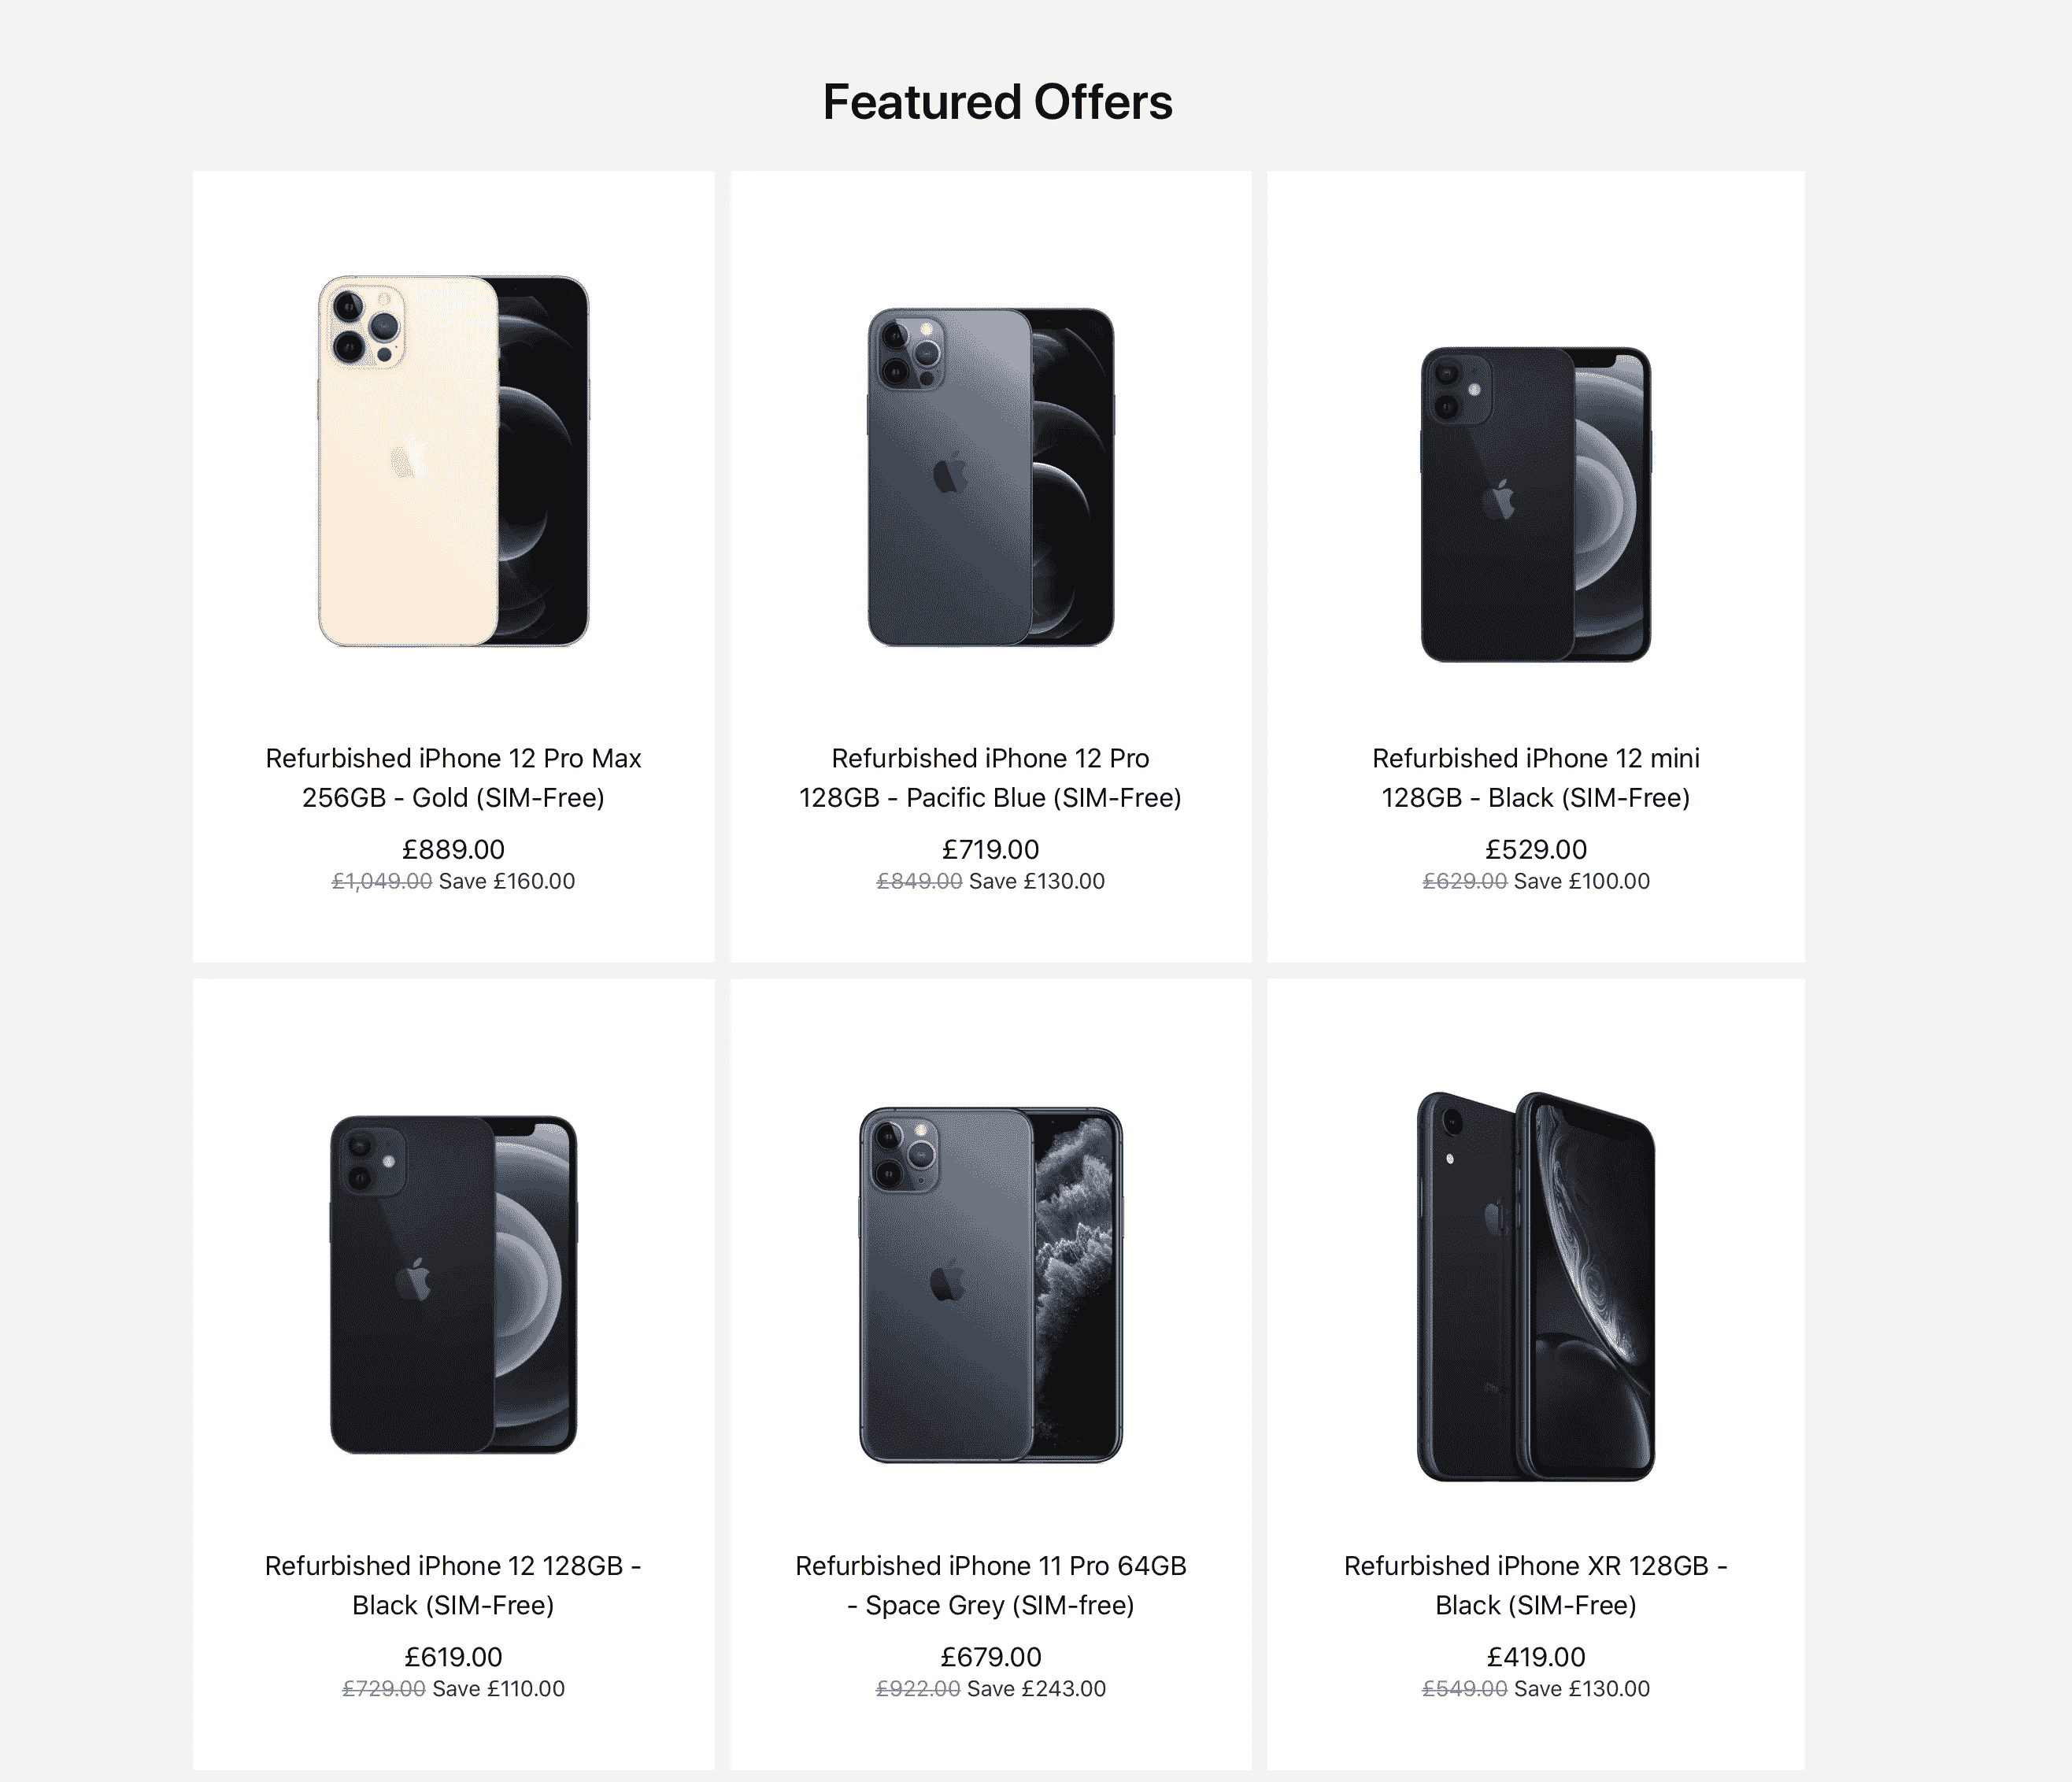 Featured Offers
Refurbished iPhone 12 Pro Max
256GB - Gold (SIM-Free)
£889.00
£1,049.00 Save £160.00
Refurbished iPhone 12 Pro
128GB - Pacific Blue (SIM-Free)
£719.00
£849.00 Save £130.00
Refurbished iPhone 12 mini
128GB - Black (SIM-Free)
£529.00
£629.00 Save £100.00
Refurbished iPhone 12 128GB -
Black (SIM-Free)
£619.00
£729.00 Save £110.00
Refurbished iPhone 11 Pro 64GB
- Space Grey (SIM-free)
£679.00
£922.00 Save £243.00
Refurbished iPhone XR 128GB -
Black (SIM-Free)
£419.00
£549.00 Save £130.00